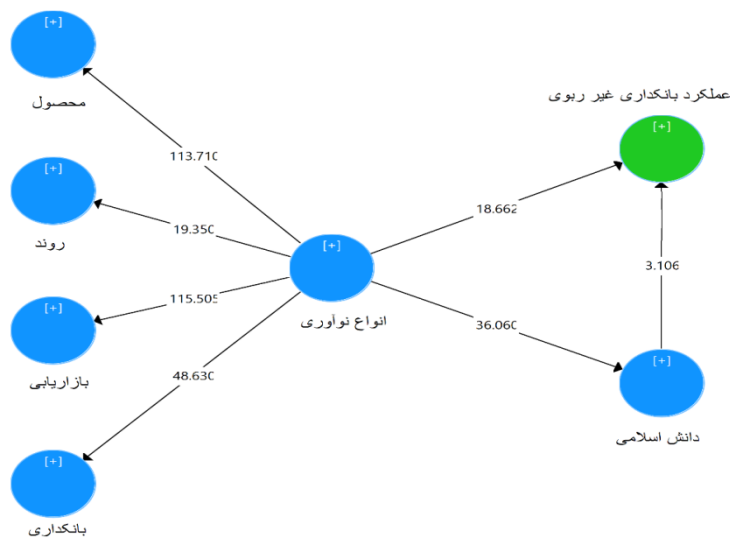 [+]
محصول
عملکرد بانکداری غیر ربوی
[+]
113.710
[+]
روند
19.350
18.662
[+]
3.106
انواع نوآوری
115.505
36.060
[+]
بازاریابی
48.630
[+]
دانش اسلامی
[+]
بانکداری